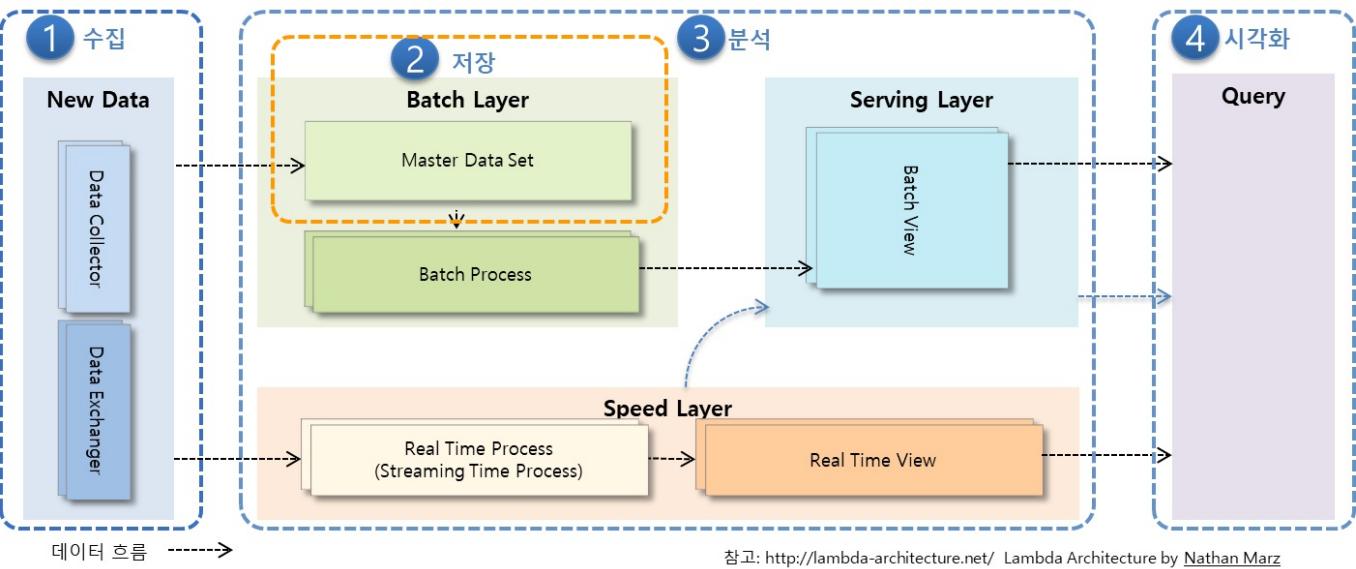 1 수집
New Data
Data Collector
Data Exchanger
2 저장
3 분석
Batch Layer
Master Data Set
Batch Process
Serving Layer
Batch View
Speed Layer
Real Time Process
(Streaming Time Process)
Real Time View
4 시각화
Query
데이터 흐름
참고: http://lambda-architecture.net/ Lambda Architecture by Nathan Marz